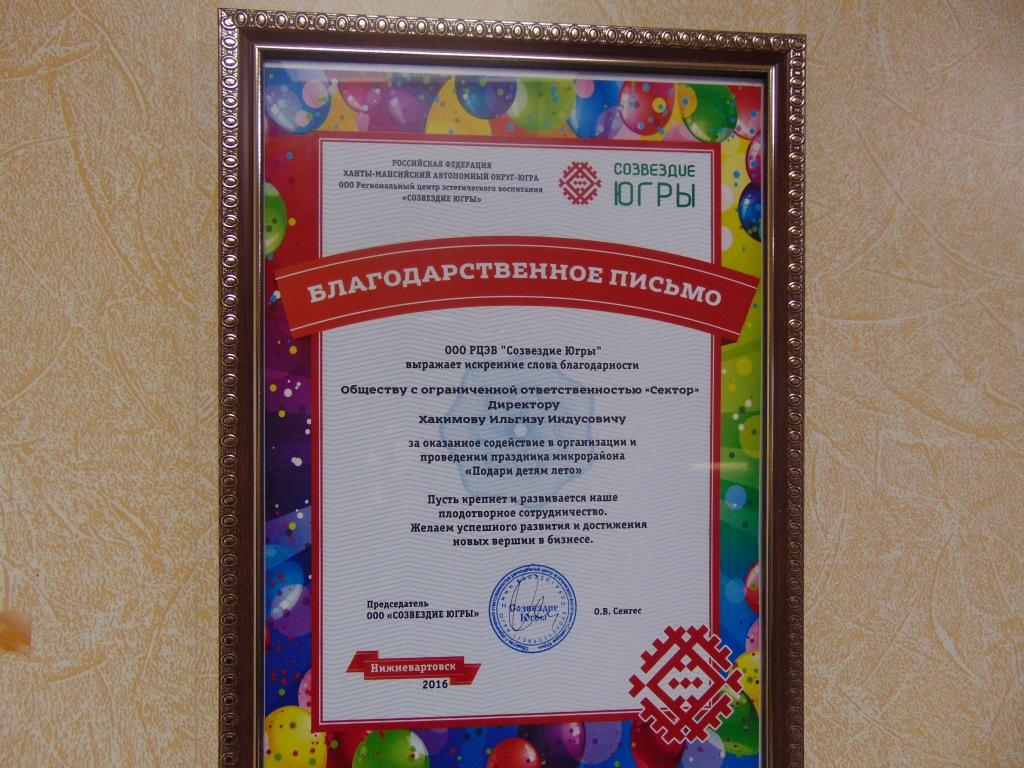 РОССИЙСКАЯ ФЕДЕРАЦИЯ
ХАНТЫ-МАНСИЙСКИЙ АВТОНОМНЫЙ ОКРУГ-ЮГРА
ООО Региональный центр эстетического воспитания
«СОЗВЕЗДИЕ ЮГРЫ»
СОЗВЕЗДИЕ
ЮГРЫ
БЛАГОДАРСТВЕННОЕ ПИСЬМО
ООО РЦЭВ "Созвездие Югры"
выражает искренние слова благодарности
Обществу с ограниченной ответственностью «Сектор»
Директору
Хакимову Ильгизу Индусовичу
за оказанное содействие в организации и
проведении праздника микрорайона
«Подари детям лето»
Пусть крепнет и развивается наше
плодотворное сотрудничество.
Желаем успешного развития и достижения
новых вершин в бизнесе.
Председатель
ООО «СОЗВЕЗДИЕ ЮГРЫ»
Созвездие
Югры
О.В. Сенгес
Нижневартовск
2016